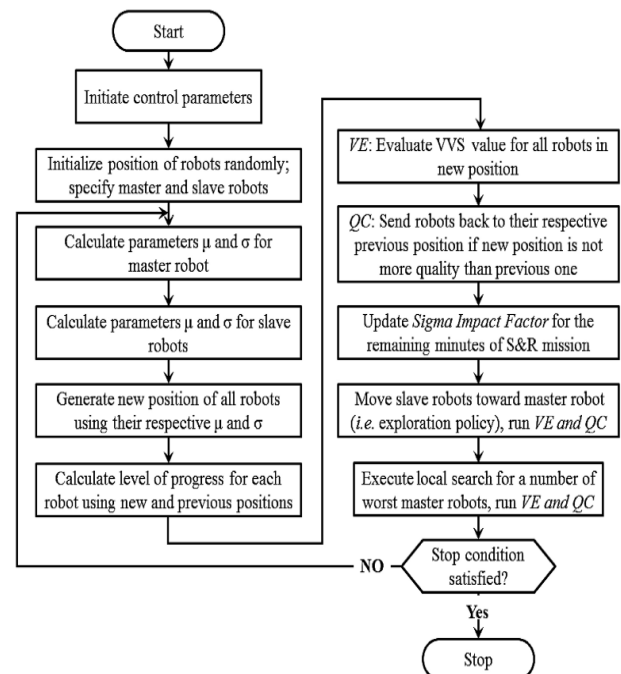 Start
Initiate control parameters
Initialize position of robots randomly;
specify master and slave robots
Calculate parameters μ and σ for
master robot
Calculate parameters μ and σ for slave
robots
Generate new position of all robots
using their respective μ and σ
Calculate level of progress for each
robot using new and previous positions
VE: Evaluate VVS value for all robots in
new position
QC: Send robots back to their respective
previous position if new position is not
more quality than previous one
Update Sigma Impact Factor for the
remaining minutes of S&R mission
Move slave robots toward master robot
(i.e. exploration policy), run VE and QC
Execute local search for a number of
worst master robots, run VE and QC
Stop condition
satisfied?
NO
Yes
Stop